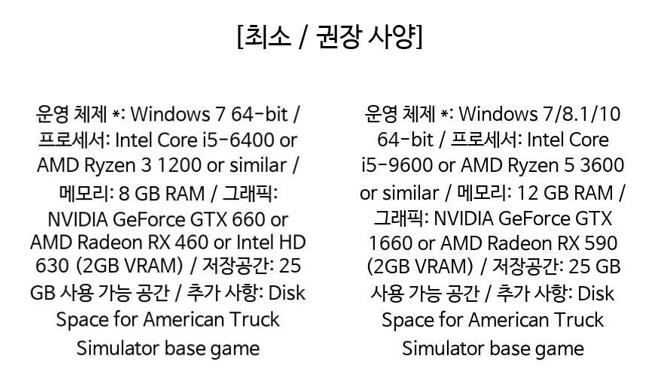 [최소 / 권장 사양]
운영 체제 *: Windows 7 64-bit /
프로세서: Intel Core i5-6400 or
AMD Ryzen 3 1200 or similar /
메모리: 8 GB RAM / 그래픽:
NVIDIA GeForce GTX 660 or
AMD Radeon RX 460 or Intel HD
630 (2GB VRAM) / 저장공간: 25
GB 사용 가능 공간 / 추가 사항: Disk
Space for American Truck
Simulator base game
운영 체제 *: Windows 7/8.1/10
64-bit / 프로세서: Intel Core
i5-9600 or AMD Ryzen 5 3600
or similar / 메모리: 12 GB RAM /
그래픽: NVIDIA GeForce GTX
1660 or AMD Radeon RX 590
(2GB VRAM) / 저장공간: 25 GB
사용 가능 공간 / 추가 사항: Disk
Space for American Truck
Simulator base game